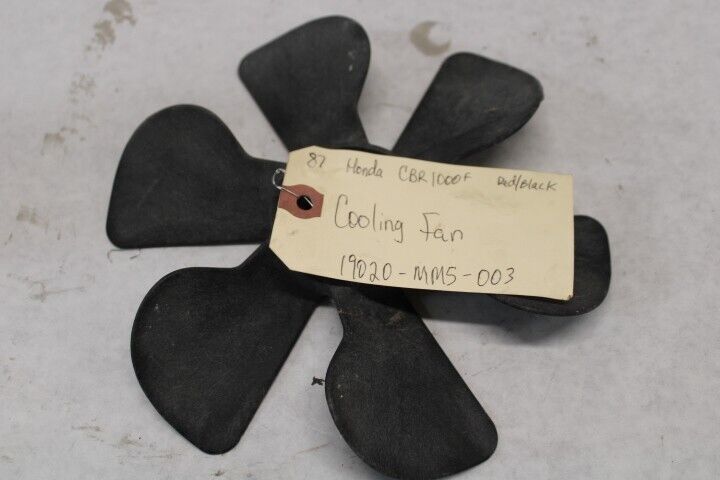 87 Honda CBR1000F Red/Black
Cooling Fan
19020-MM5-003